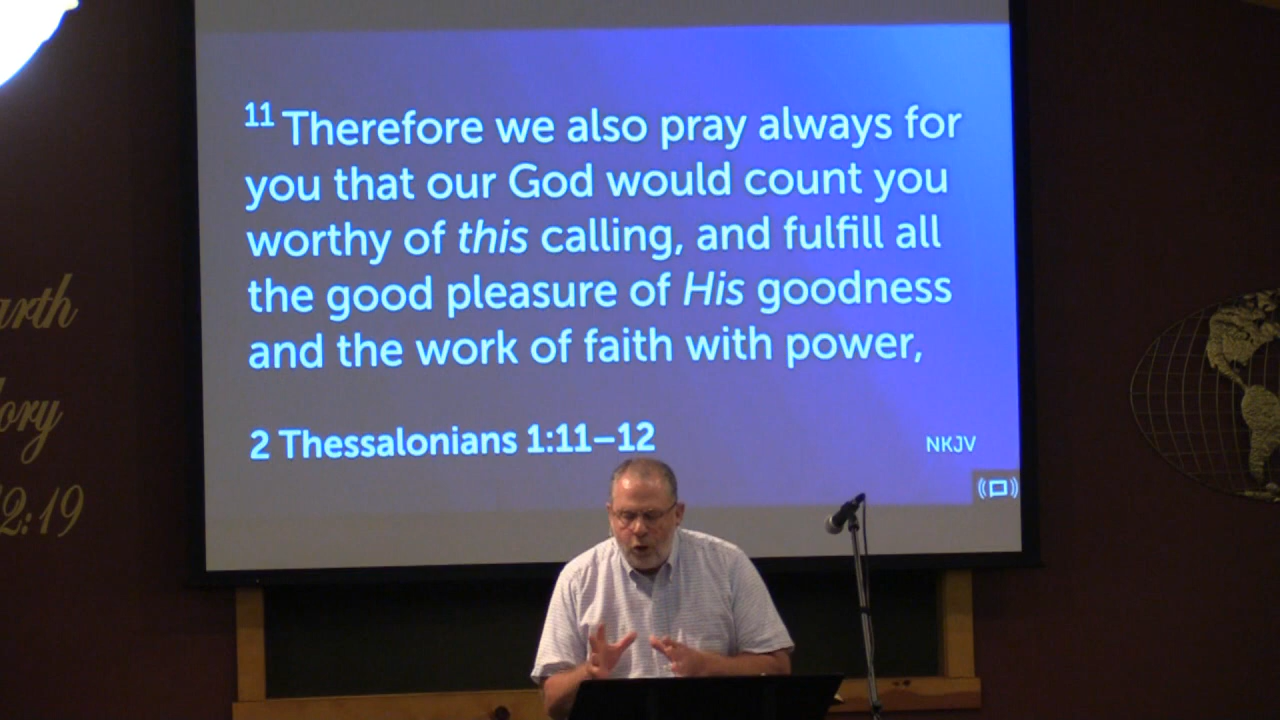 11 Therefore we also pray always for
you that our God would count you
worthy of this calling, and fulfill all
the good pleasure of His goodness
and the work of faith with power,
2 Thessalonians 1:11–12
NKJV